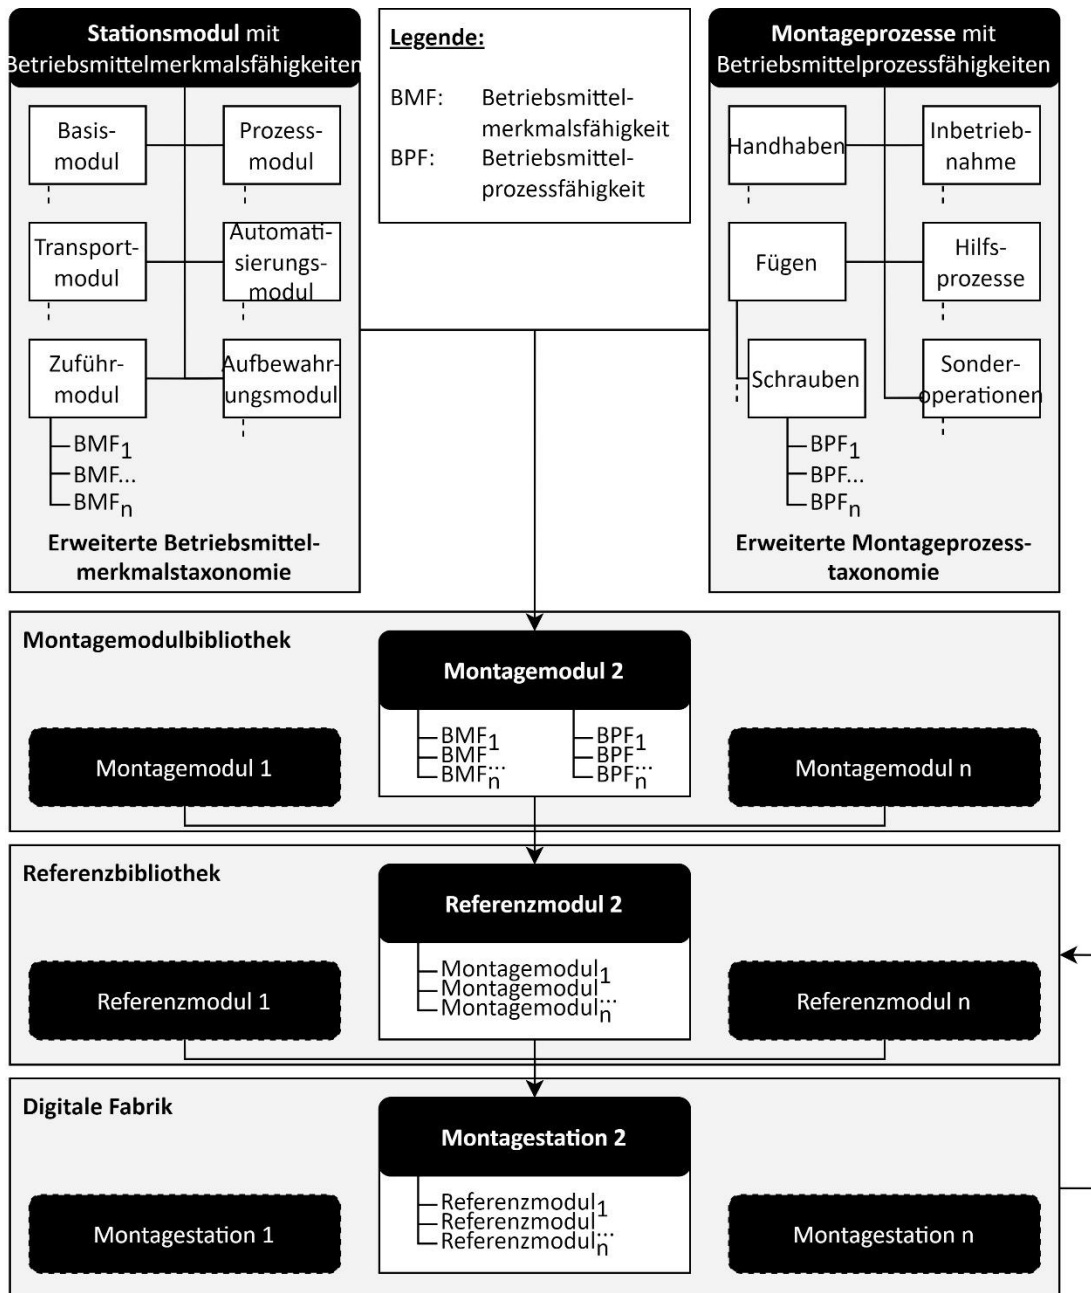 Stationsmodul mit
Betriebsmittelmerkmalsfähigkeiten
Basis-
modul
Prozess-
modul
Transport-
modul
Automati-
sierungs-
modul
Zuführ-
modul
Aufbewahr-
rungsmodul
BMF1
BMF...
BMFn
Erweiterte Betriebsmittel-
merkmalstaxonomie
Legende:
BMF: Betriebsmittel-
merkmalsfähigkeit
BPF: Betriebsmittel-
prozessfähigkeit
Montageprozesse mit
Betriebsmittelprozessfähigkeiten
Handhaben
Inbetrieb-
nahme
Fügen
Hilfs-
prozesse
Schrauben
Sonder-
operationen
BPF1
BPF...
BPFn
Erweiterte Montageprozess-
taxonomie
Montagemodulbibliothek
Montagemodul 2
BMF1
BMF...
BMFn
BPF1
BPF...
BPFn
Montagemodul 1
Montagemodul n
Referenzbibliothek
Referenzmodul 2
Montagemodul1
Montagemodul...
Montagemoduln
Referenzmodul 1
Referenzmodul n
Digitale Fabrik
Montagestation 2
Referenzmodul1
Referenzmodul...
Referenzmoduln
Montagestation 1
Montagestation n